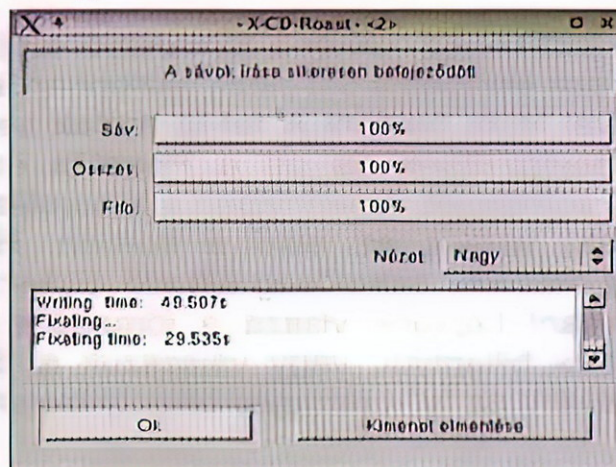 X-CD-Roast - <2>
A sávok írása sikeresen befejeződött
Sáv: 100%
Összes: 100%
Fifo: 100%
Nézet Nagy
Writing time: 49.507s
Fixating...
Fixating time: 29.535s
Ok Kimenet elmentése